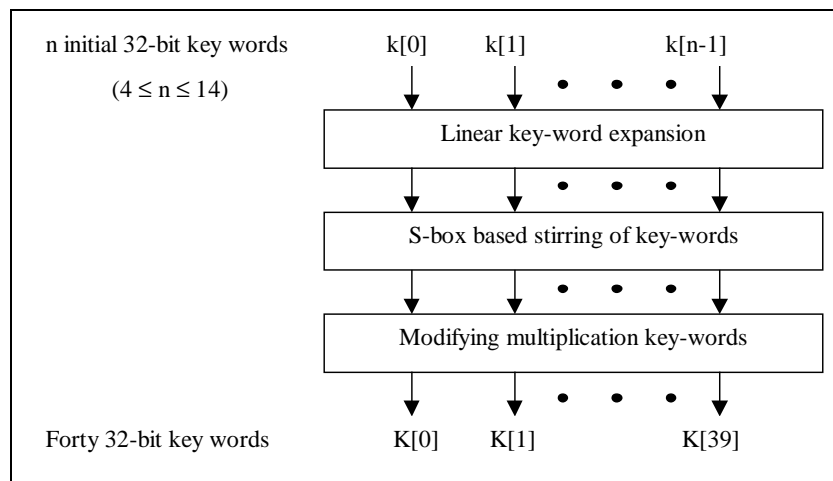 n initial 32-bit key words k[0] k[1] k[n-1]
(4 ≤ n ≤ 14)
Linear key-word expansion
S-box based stirring of key-words
Modifying multiplication key-words
Forty 32-bit key words K[0] K[1] K[39]